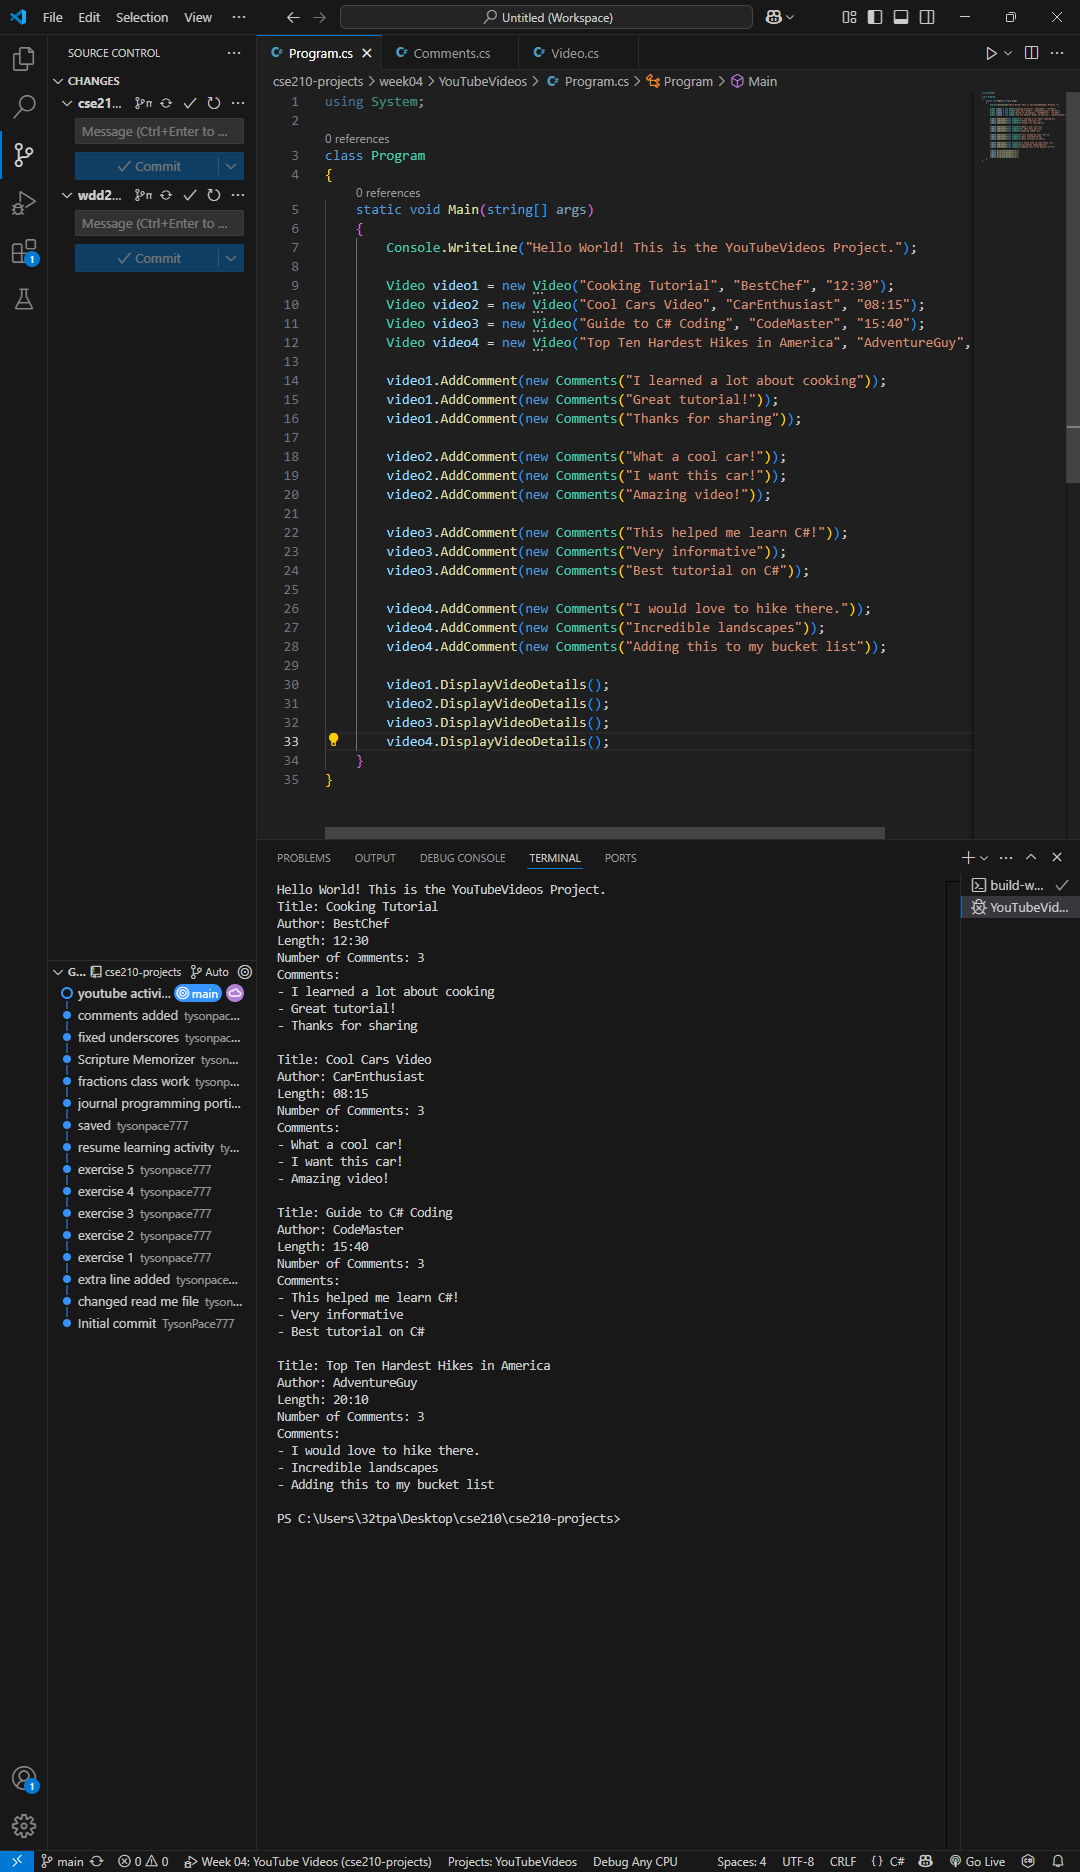 File Edit Selection View ··· Untitled (Workspace)
SOURCE CONTROL ···
CHANGES
cse21... ···
Message (Ctrl+Enter to ...
Commit
wdd2... ···
Message (Ctrl+Enter to ...
Commit
1
1
Program.cs Comments.cs Video.cs ···
cse210-projects > week04 > YouTubeVideos > Program.cs > Program > Main
1 using System;
2
0 references
3 class Program
4 {
0 references
5 static void Main(string[] args)
6 {
7 Console.WriteLine("Hello World! This is the YouTubeVideos Project.");
8
9 Video video1 = new Video("Cooking Tutorial", "BestChef", "12:30");
10 Video video2 = new Video("Cool Cars Video", "CarEnthusiast", "08:15");
11 Video video3 = new Video("Guide to C# Coding", "CodeMaster", "15:40");
12 Video video4 = new Video("Top Ten Hardest Hikes in America", "AdventureGuy",
13
14 video1.AddComment(new Comments("I learned a lot about cooking"));
15 video1.AddComment(new Comments("Great tutorial!"));
16 video1.AddComment(new Comments("Thanks for sharing"));
17
18 video2.AddComment(new Comments("What a cool car!"));
19 video2.AddComment(new Comments("I want this car!"));
20 video2.AddComment(new Comments("Amazing video!"));
21
22 video3.AddComment(new Comments("This helped me learn C#!"));
23 video3.AddComment(new Comments("Very informative"));
24 video3.AddComment(new Comments("Best tutorial on C#"));
25
26 video4.AddComment(new Comments("I would love to hike there."));
27 video4.AddComment(new Comments("Incredible landscapes"));
28 video4.AddComment(new Comments("Adding this to my bucket list"));
29
30 video1.DisplayVideoDetails();
31 video2.DisplayVideoDetails();
32 video3.DisplayVideoDetails();
33 video4.DisplayVideoDetails();
34 }
35 }
PROBLEMS OUTPUT DEBUG CONSOLE TERMINAL PORTS ···
build-w...
YouTubeVid...
Hello World! This is the YouTubeVideos Project.
Title: Cooking Tutorial
Author: BestChef
Length: 12:30
Number of Comments: 3
Comments:
- I learned a lot about cooking
- Great tutorial!
- Thanks for sharing
Title: Cool Cars Video
Author: CarEnthusiast
Length: 08:15
Number of Comments: 3
Comments:
- What a cool car!
- I want this car!
- Amazing video!
Title: Guide to C# Coding
Author: CodeMaster
Length: 15:40
Number of Comments: 3
Comments:
- This helped me learn C#!
- Very informative
- Best tutorial on C#
Title: Top Ten Hardest Hikes in America
Author: AdventureGuy
Length: 20:10
Number of Comments: 3
Comments:
- I would love to hike there.
- Incredible landscapes
- Adding this to my bucket list
PS C:\Users\32tpa\Desktop\cse210\cse210-projects>
G... cse210-projects Auto
youtube activi... main
comments added tysonpac...
fixed underscores tysonpac...
Scripture Memorizer tyson...
fractions class work tysonp...
journal programming porti...
saved tysonpace777
resume learning activity ty...
exercise 5 tysonpace777
exercise 4 tysonpace777
exercise 3 tysonpace777
exercise 2 tysonpace777
exercise 1 tysonpace777
extra line added tysonpace...
changed read me file tyson...
Initial commit TysonPace777
main 0 0 Week 04: YouTube Videos (cse210-projects) Projects: YouTubeVideos Debug Any CPU Spaces: 4 UTF-8 CRLF {} C# Go Live